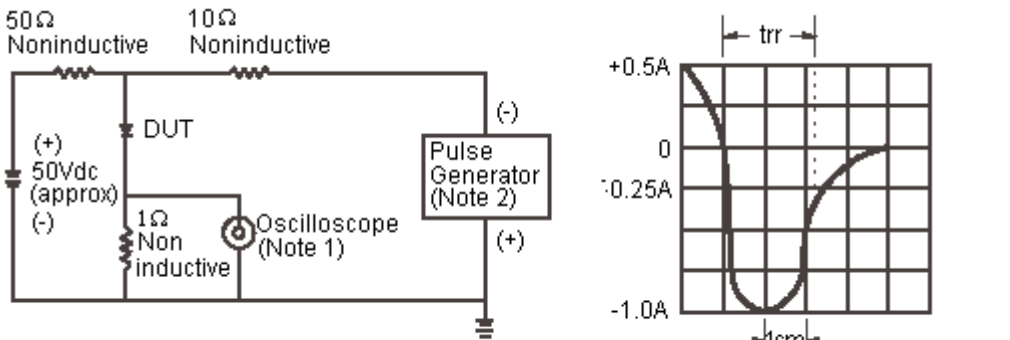 50Ω
Noninductive
10Ω
Noninductive
DUT
(+)
50Vdc
(approx)
(-)
1Ω
Non
inductive
Oscilloscope
(Note 1)
(-)
Pulse
Generator
(Note 2)
(+)
trr
+0.5A
0
-0.25A
-1.0A
1cm